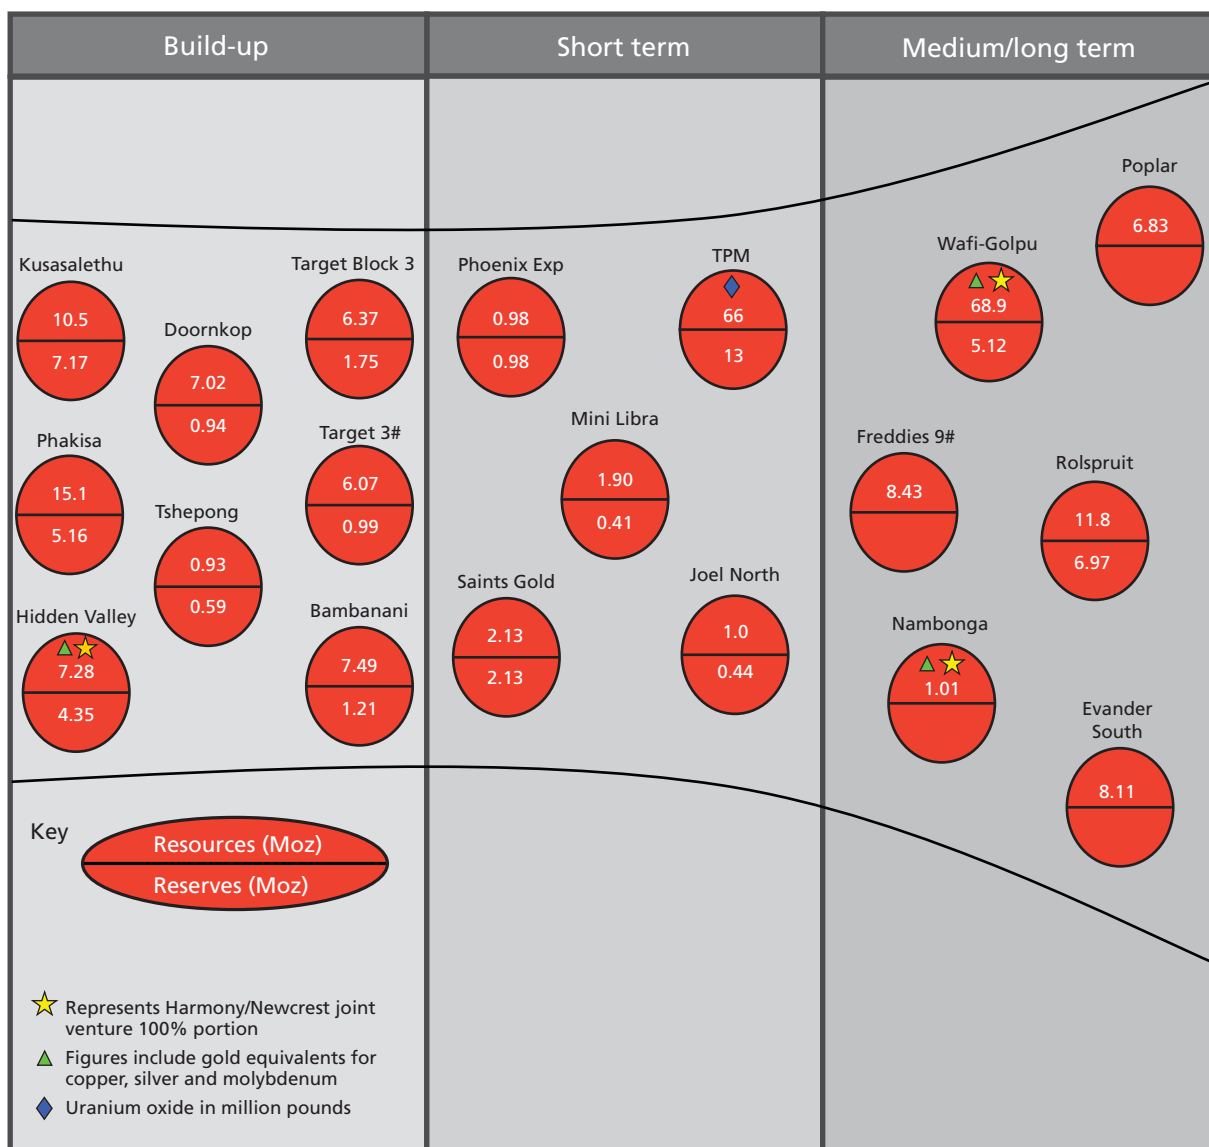 Build-up
Short term
Medium/long term
Kusasalethu
10.5
7.17
Doornkop
7.02
0.94
Target Block 3
6.37
1.75
Phakisa
15.1
5.16
Tshepong
0.93
0.59
Target 3#
6.07
0.99
Hidden Valley
7.28
4.35
Bambanani
7.49
1.21
Phoenix Exp
0.98
0.98
TPM
66
13
Mini Libra
1.90
0.41
Saints Gold
2.13
2.13
Joel North
1.0
0.44
Poplar
6.83
Wafi-Golpu
68.9
5.12
Freddies 9#
8.43
Rolspruit
11.8
6.97
Nambonga
1.01
Evander
South
8.11
Key
Resources (Moz)
Reserves (Moz)
Represents Harmony/Newcrest joint
venture 100% portion
Figures include gold equivalents for
copper, silver and molybdenum
Uranium oxide in million pounds